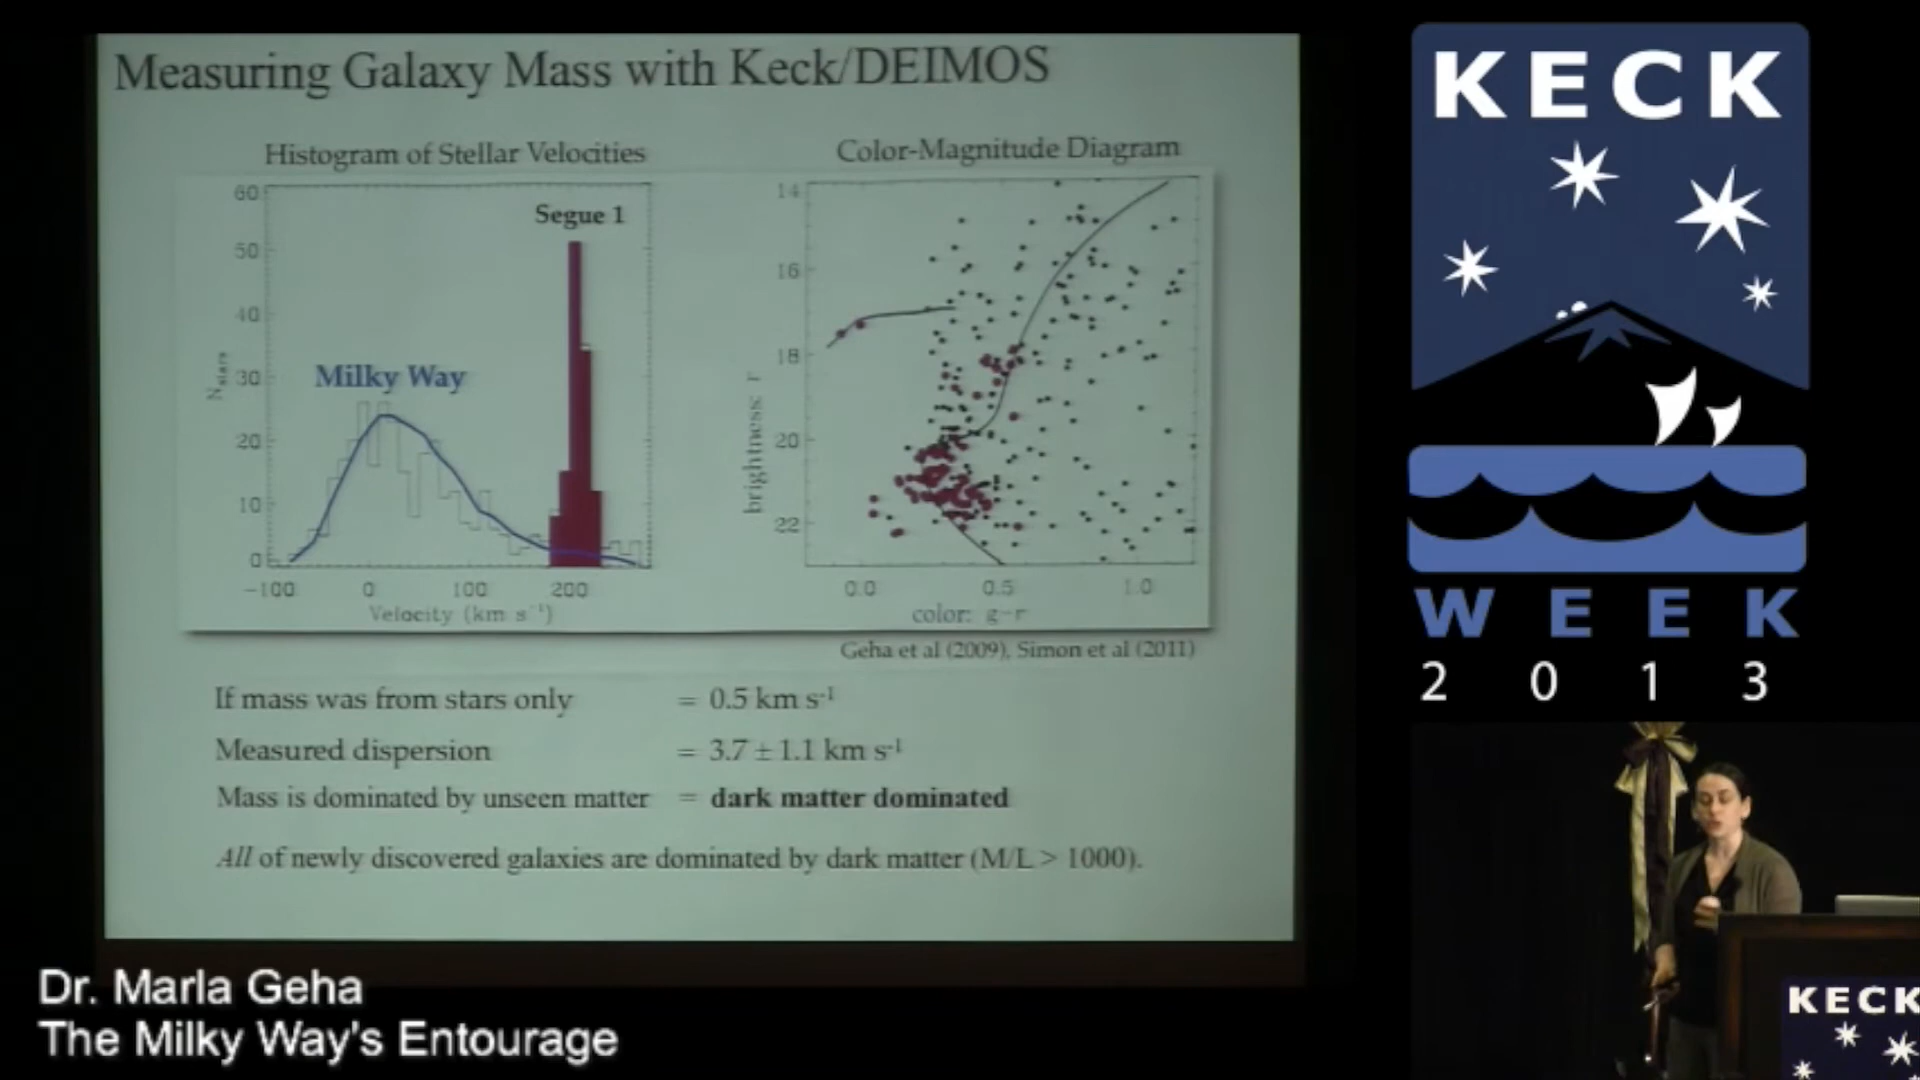 Measuring Galaxy Mass with Keck/DEIMOS
Histogram of Stellar Velocities
Color-Magnitude Diagram
60
50
40
30
20
10
0
Nstars
Segue 1
Milky Way
-100 0 100 200
Velocity (km s-1)
14
16
18
20
22
brightness: r
0.0 0.5 1.0
color: g-r
Geha et al (2009), Simon et al (2011)
If mass was from stars only = 0.5 km s-1
Measured dispersion = 3.7 ± 1.1 km s-1
Mass is dominated by unseen matter = dark matter dominated
All of newly discovered galaxies are dominated by dark matter (M/L > 1000).
KECK
WEEK
2013
KECK
Dr. Marla Geha
The Milky Way's Entourage